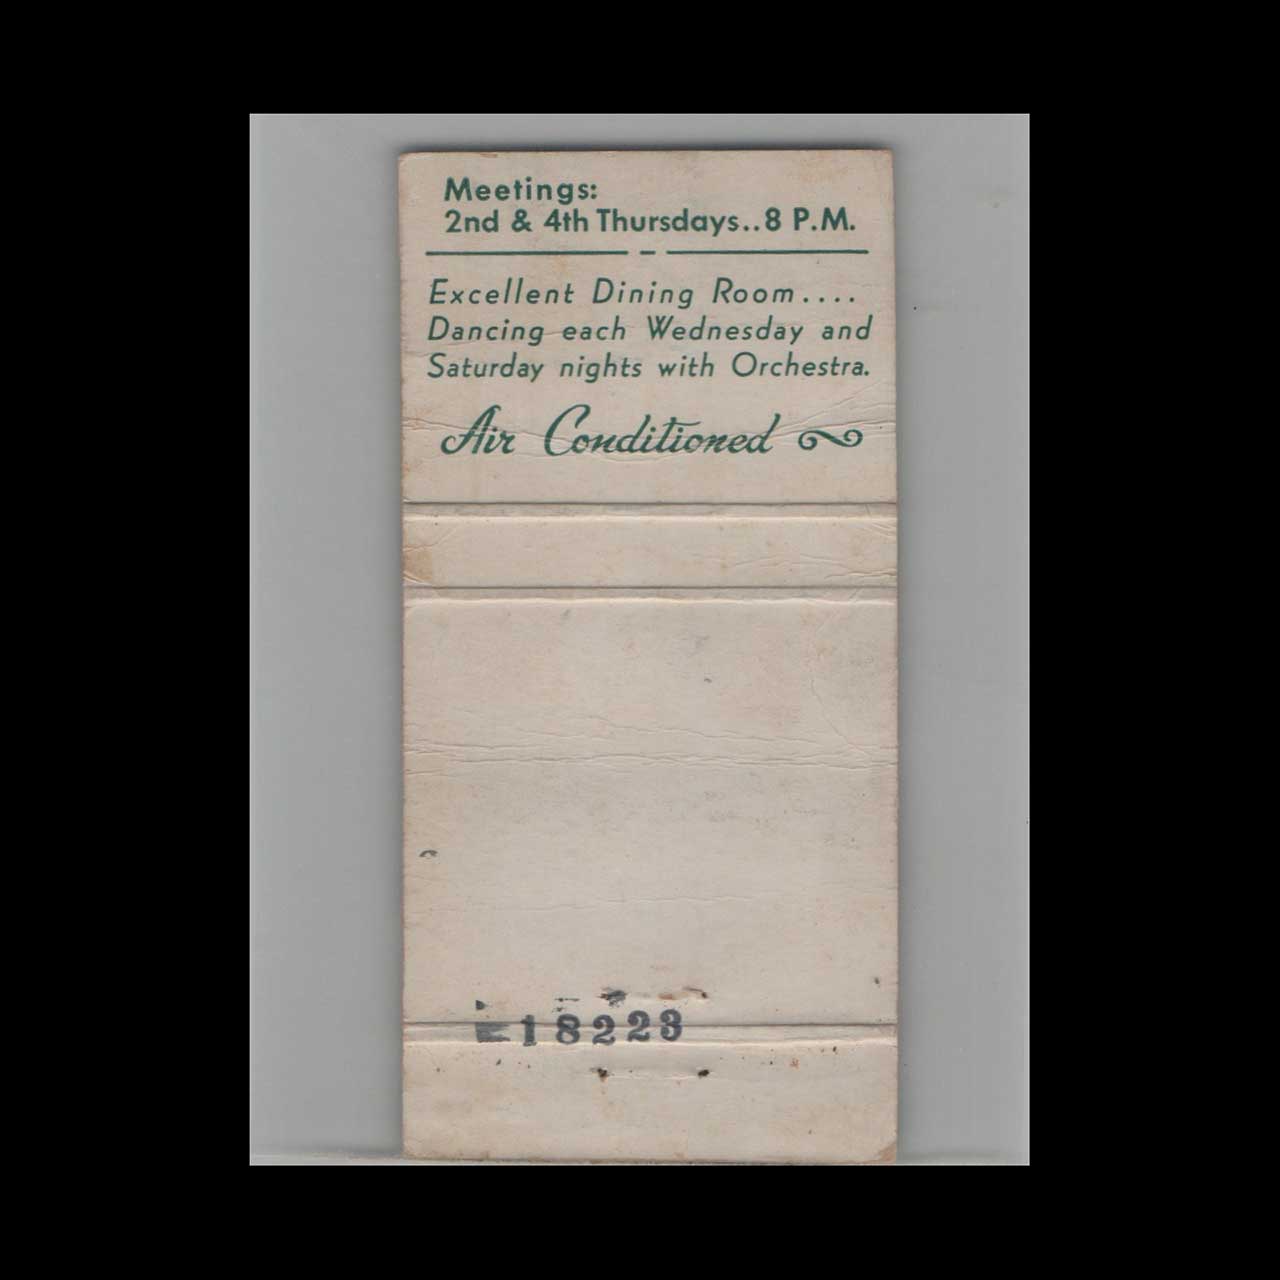 Meetings:
2nd & 4th Thursdays..8 P.M.
Excellent Dining Room....
Dancing each Wednesday and
Saturday nights with Orchestra.
Air Conditioned
18223